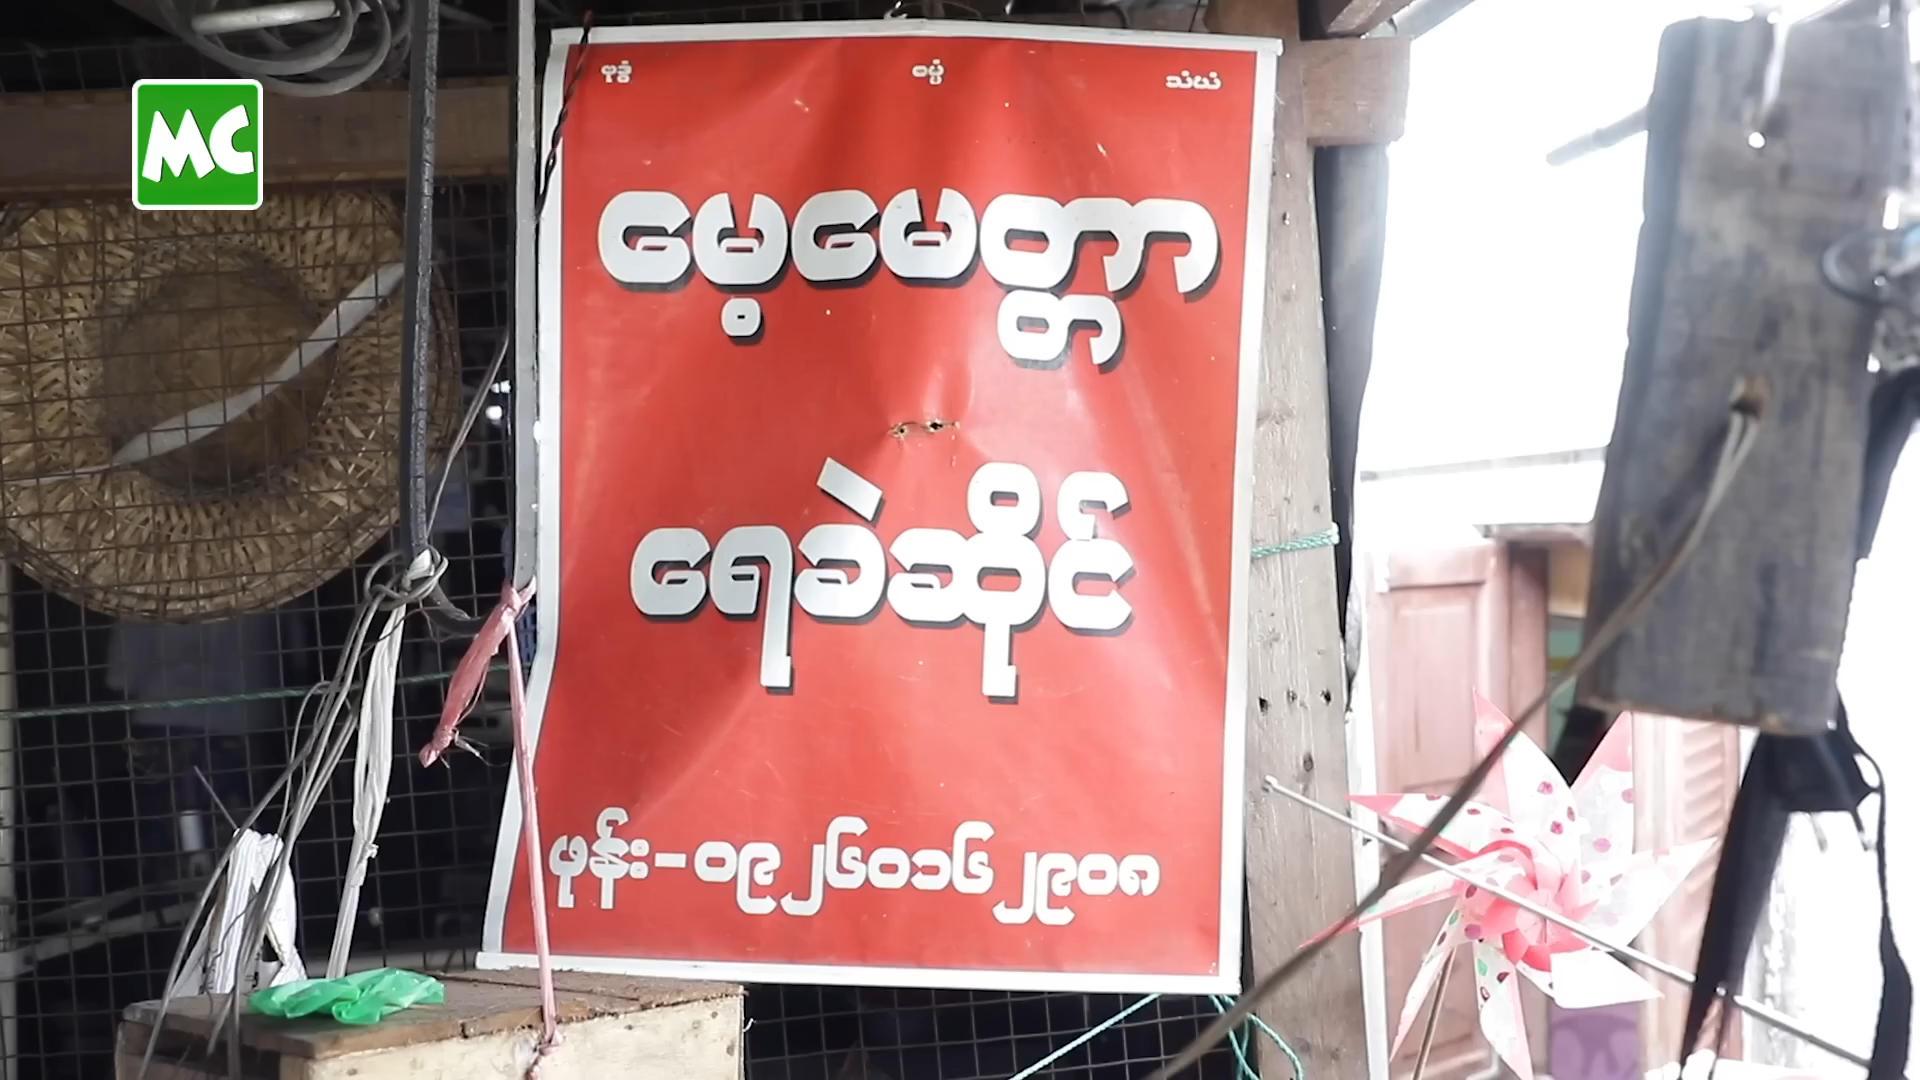 MC
ဗုဒ္ဓံ ဓမ္မံ သံဃံ
မေ့မေမေတ္တာ
ရေခဲဆိုင်
ဖုန်း-၀၉ ၂၆၀၁၆ ၂၉၀၈